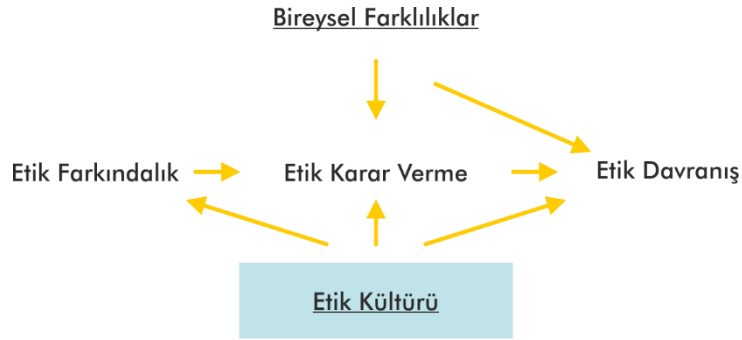 Bireysel Farklılıklar
Etik Farkındalık
Etik Karar Verme
Etik Davranış
Etik Kültürü